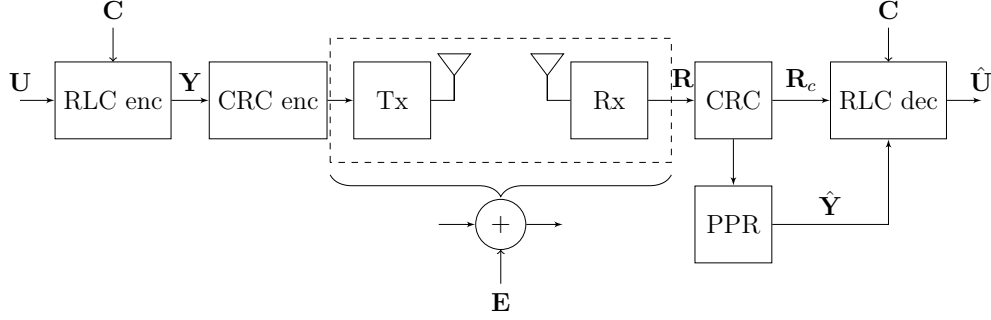 C C
U RLC enc Y CRC enc Tx Rx R CRC R_c RLC dec Û
PPR Ŷ
+
E